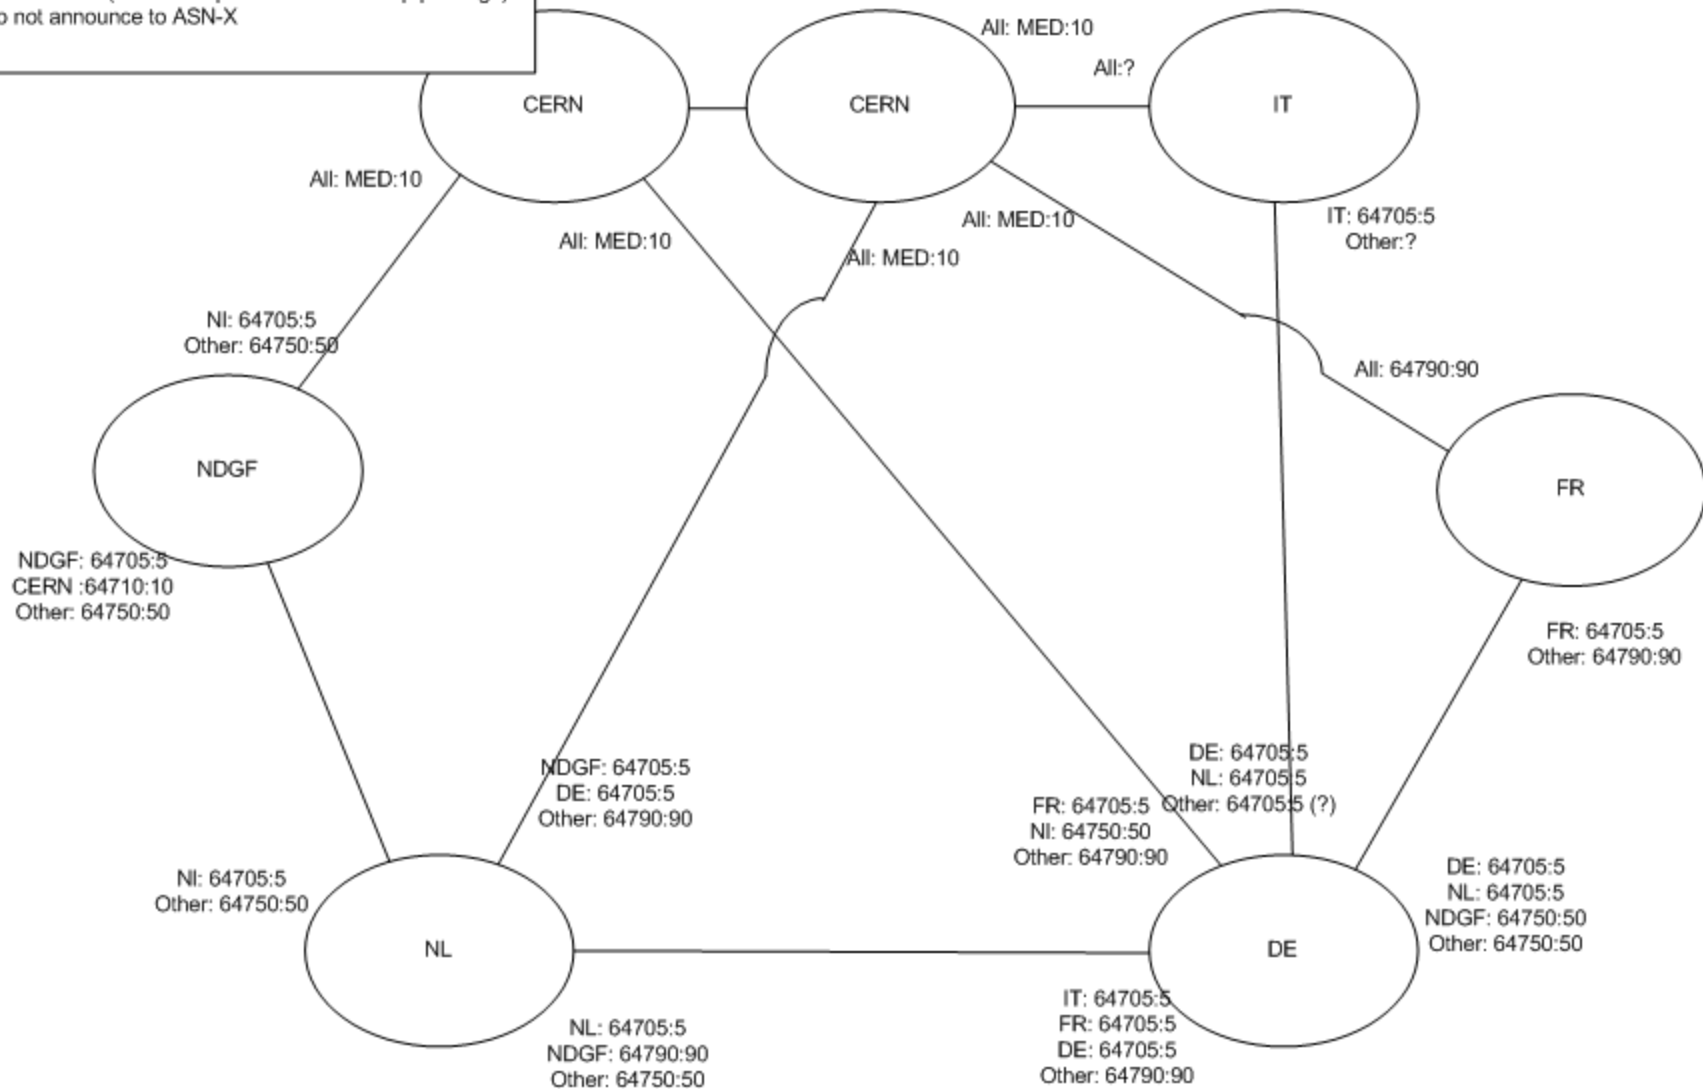 o not announce to ASN-X
All: MED:10
All:?
CERN
CERN
IT
All: MED:10
All: MED:10
All: MED:10
All: MED:10
IT: 64705:5
Other:?
NI: 64705:5
Other: 64750:50
All: 64790:90
NDGF
FR
NDGF: 64705:5
CERN :64710:10
Other: 64750:50
FR: 64705:5
Other: 64790:90
NDGF: 64705:5
DE: 64705:5
Other: 64790:90
DE: 64705:5
NL: 64705:5
Other: 64705:5 (?)
FR: 64705:5
NI: 64750:50
Other: 64790:90
NI: 64705:5
Other: 64750:50
DE: 64705:5
NL: 64705:5
NDGF: 64750:50
Other: 64750:50
NL
DE
NL: 64705:5
NDGF: 64790:90
Other: 64750:50
IT: 64705:5
FR: 64705:5
DE: 64705:5
Other: 64790:90